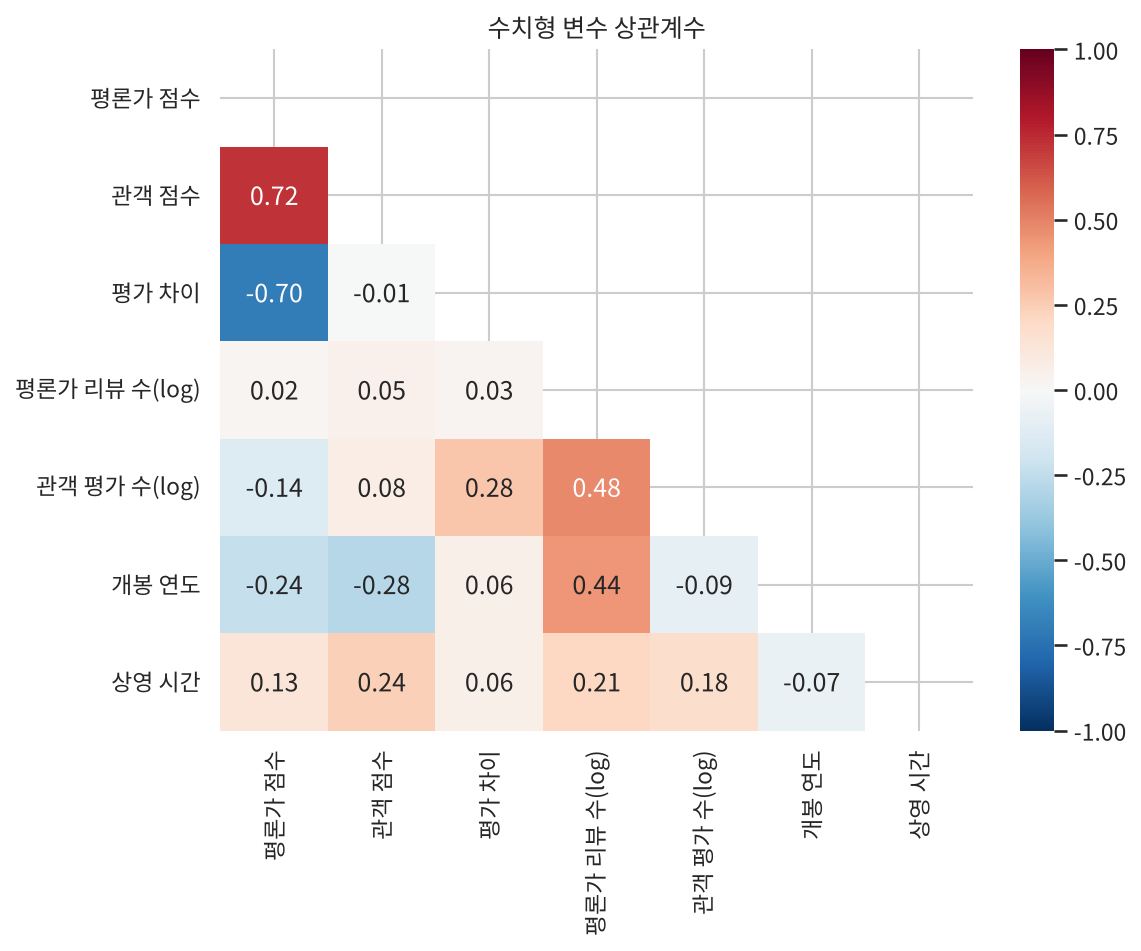 수치형 변수 상관계수
평론가 점수
관객 점수
0.72
평가 차이
-0.70 -0.01
평론가 리뷰 수(log)
0.02 0.05 0.03
관객 평가 수(log)
-0.14 0.08 0.28 0.48
개봉 연도
-0.24 -0.28 0.06 0.44 -0.09
상영 시간
0.13 0.24 0.06 0.21 0.18 -0.07
평론가 점수
관객 점수
평가 차이
평론가 리뷰 수(log)
관객 평가 수(log)
개봉 연도
상영 시간
1.00
0.75
0.50
0.25
0.00
-0.25
-0.50
-0.75
-1.00